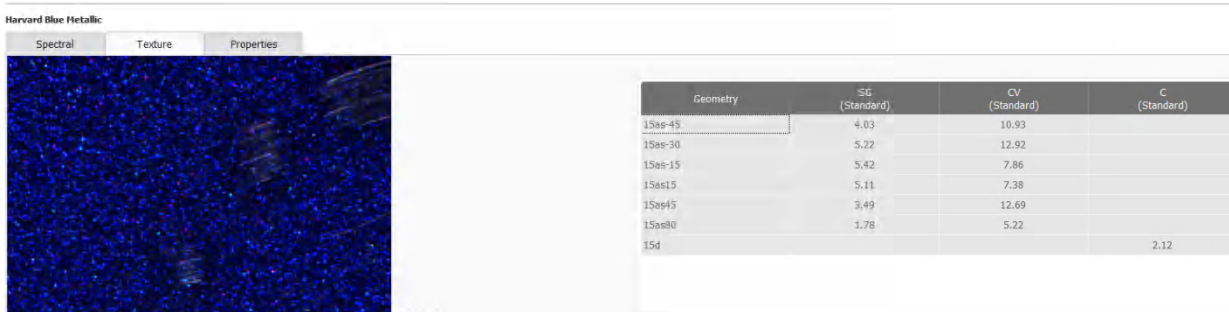 Harvard Blue Metallic
Spectral Texture Properties
Geometry SG (Standard) CV (Standard) C (Standard)
15as-45 4.03 10.93
15as-30 5.22 12.92
15as-15 5.42 7.86
15as15 5.11 7.38
15as45 3.49 12.69
15as80 1.78 5.22
15d 2.12